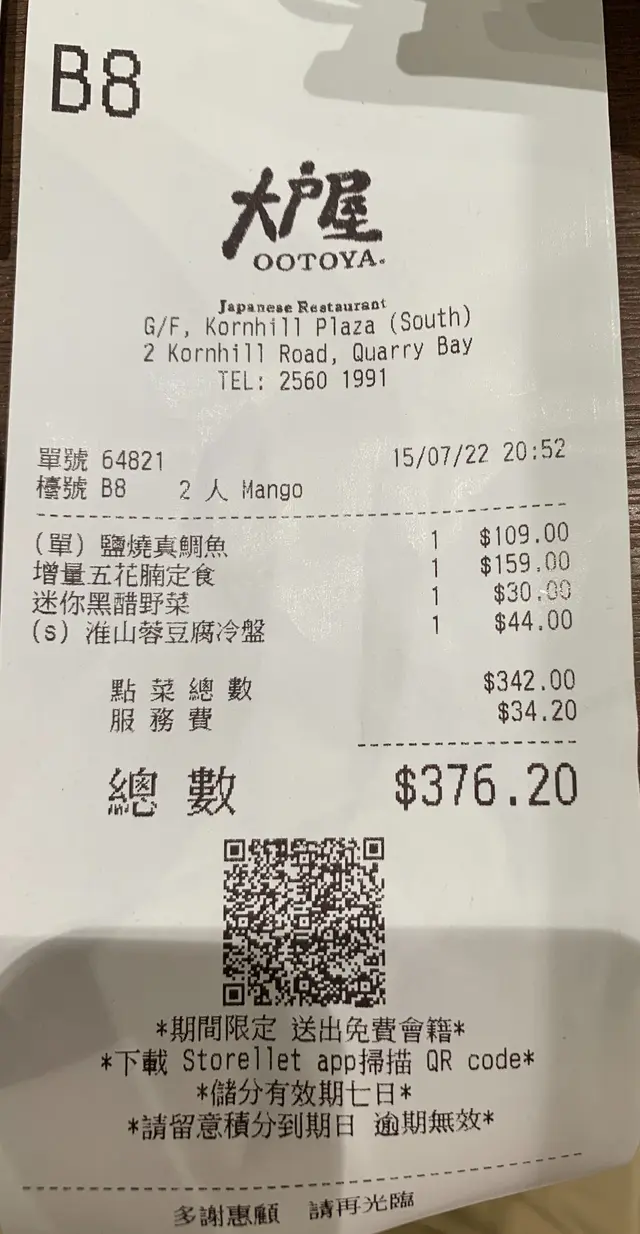 B8
大戶屋
OOTOYA.
Japanese Restaurant
G/F, Kornhill Plaza (South)
2 Kornhill Road, Quarry Bay
TEL: 2560 1991
單號 64821 15/07/22 20:52
檯號 B8 2 人 Mango
(單) 鹽燒真鯛魚 1 $109.00
增量五花腩定食 1 $159.00
迷你黑醋野菜 1 $30.00
(s) 淮山蓉豆腐冷盤 1 $44.00
點菜總數 $342.00
服務費 $34.20
總數 $376.20
*期間限定 送出免費會籍*
*下載 Storellet app掃描 QR code*
*儲分有效期七日*
*請留意積分到期日 逾期無效*
多謝惠顧 請再光臨